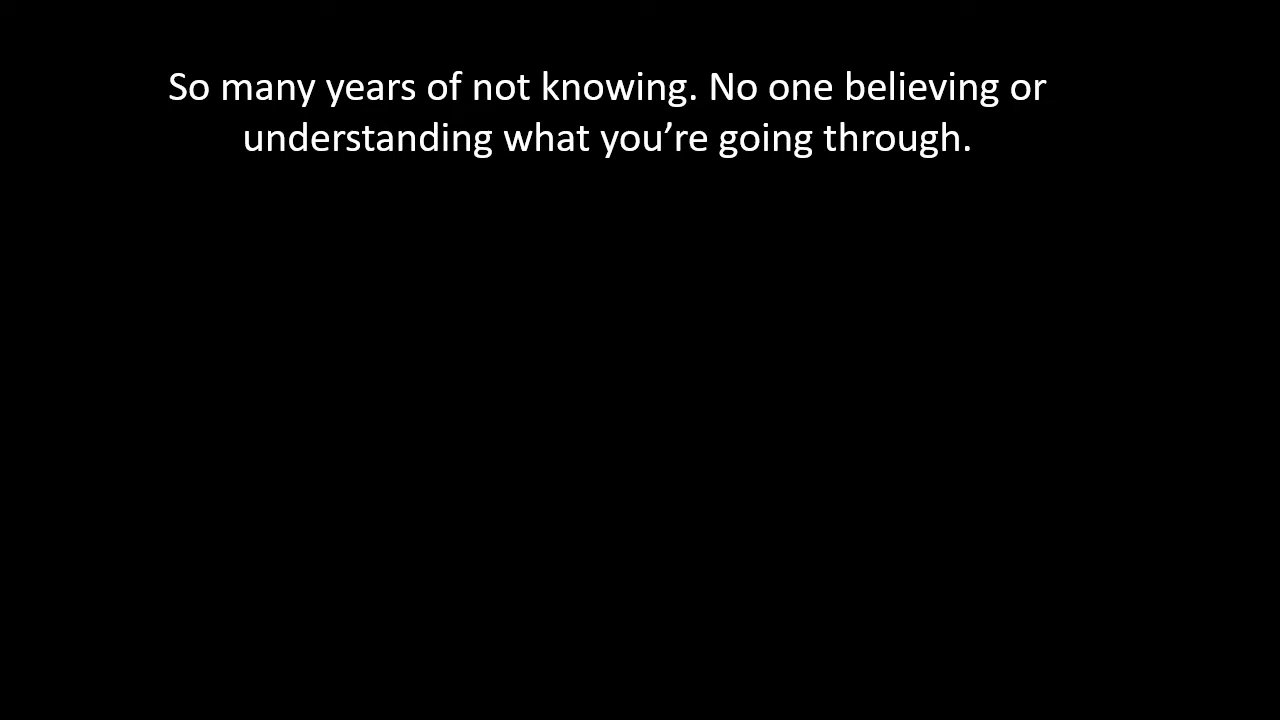 So many years of not knowing. No one believing or
understanding what you’re going through.